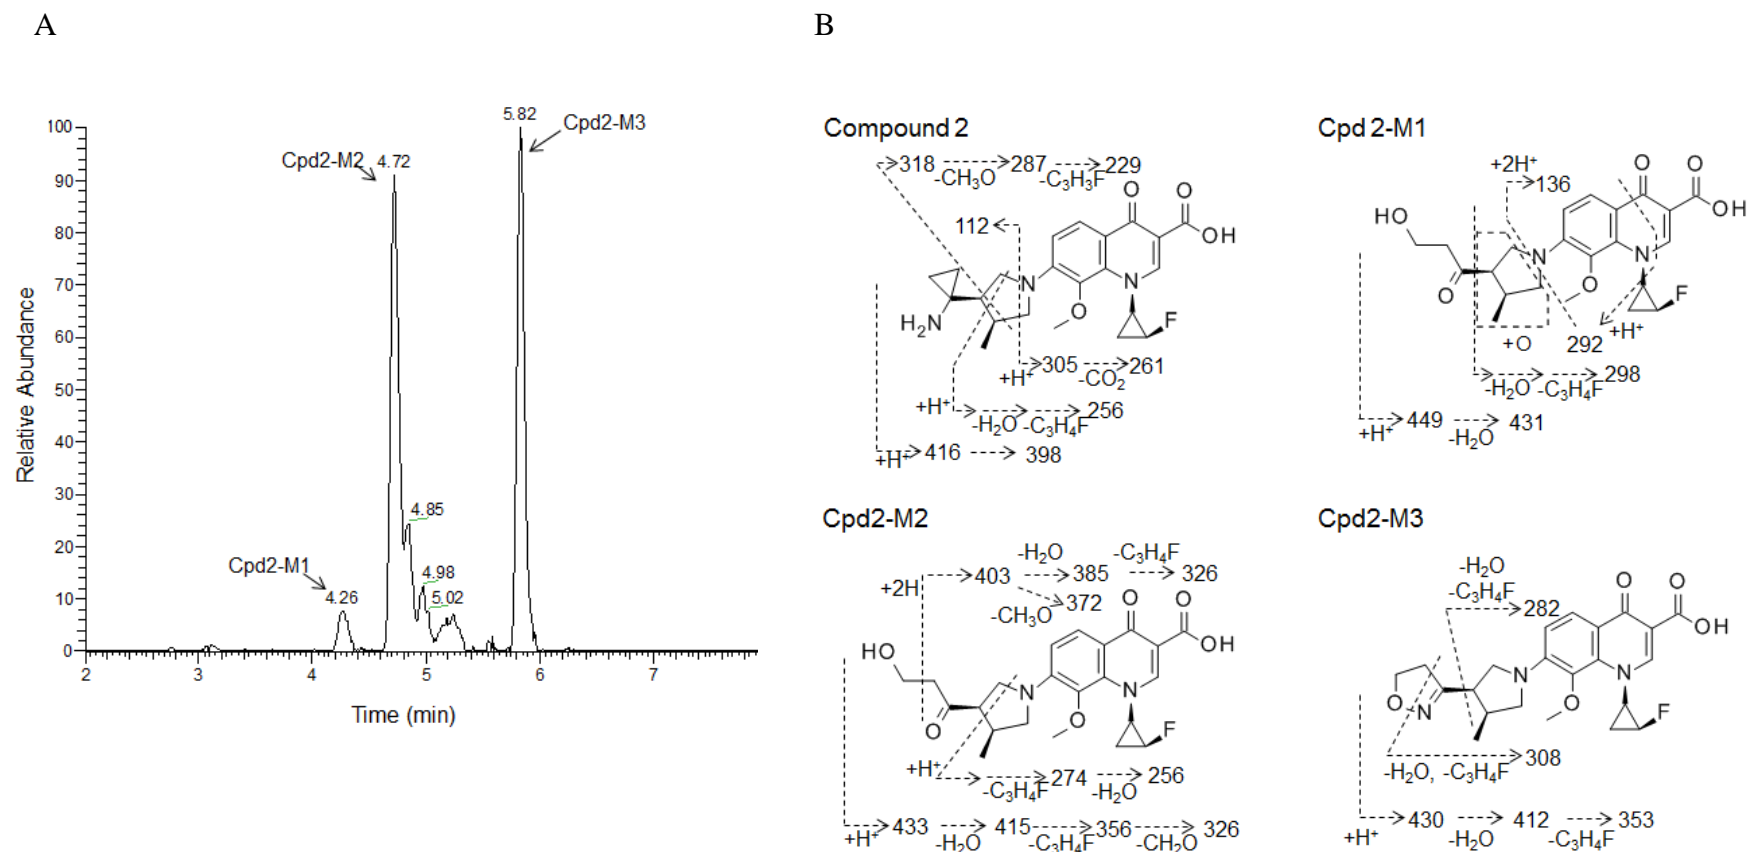 A
B
Relative Abundance
100
90
80
70
60
50
40
30
20
10
0
2 3 4 5 6 7
Time (min)
Cpd2-M1
4.26
Cpd2-M2 4.72
4.85
4.98
5.02
5.82
Cpd2-M3
Compound 2
318 287 229
-CH3O -C3H3F
112
O O
OH
N N
H2N
O F
+H+ 305 261
-CO2
+H+ 256
-H2O -C3H4F
+H+ 416 398
Cpd 2-M1
+2H+
136
O O
OH
HO
N N
O O F
+O 292 +H+
298
-H2O -C3H4F
+H+ 449 431
-H2O
Cpd2-M2
-H2O -C3H4F
+2H 403 385 326
372
-CH3O
O O
OH
HO
N N
O O F
+H+
274 256
-C3H4F -H2O
+H+ 433 415 356 326
-H2O -C3H4F -CH2O
Cpd2-M3
-H2O
-C3H4F 282
O O
OH
N N
O N O F
308
-H2O, -C3H4F
+H+ 430 412 353
-H2O -C3H4F